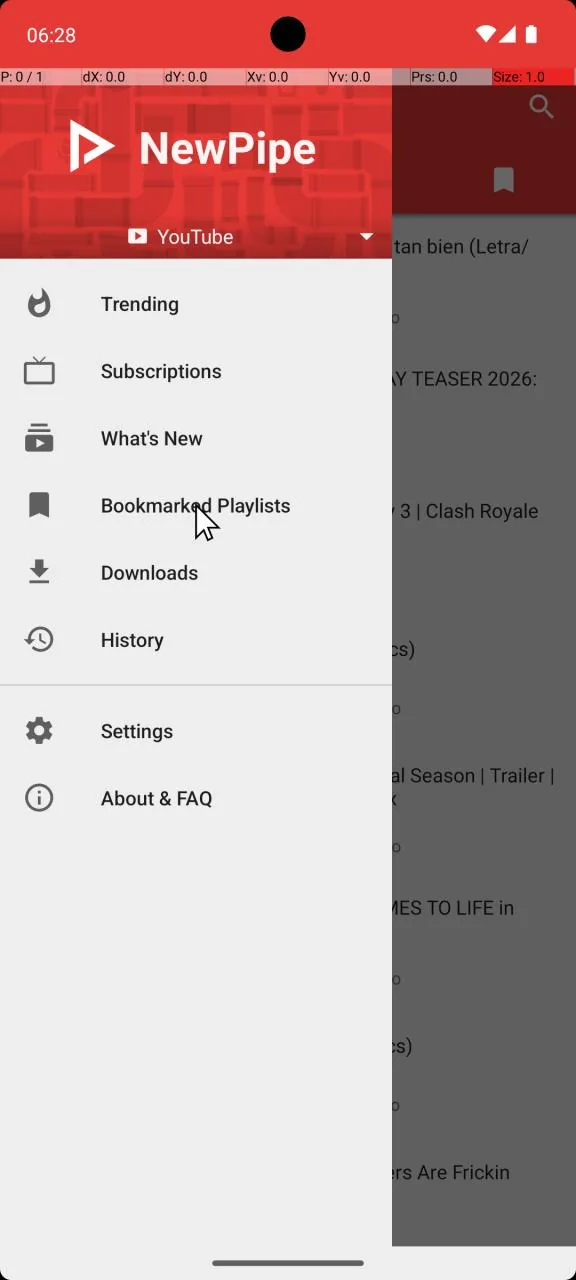 06:28
P: 0 / 1 dX: 0.0 dY: 0.0 Xv: 0.0 Yv: 0.0 Prs: 0.0 Size: 1.0
NewPipe
YouTube
Trending
Subscriptions
What's New
Bookmarked Playlists
Downloads
History
Settings
About & FAQ
tan bien (Letra/
o
AY TEASER 2026:
3 | Clash Royale
cs)
o
al Season | Trailer |
x
o
MES TO LIFE in
o
cs)
o
ers Are Frickin